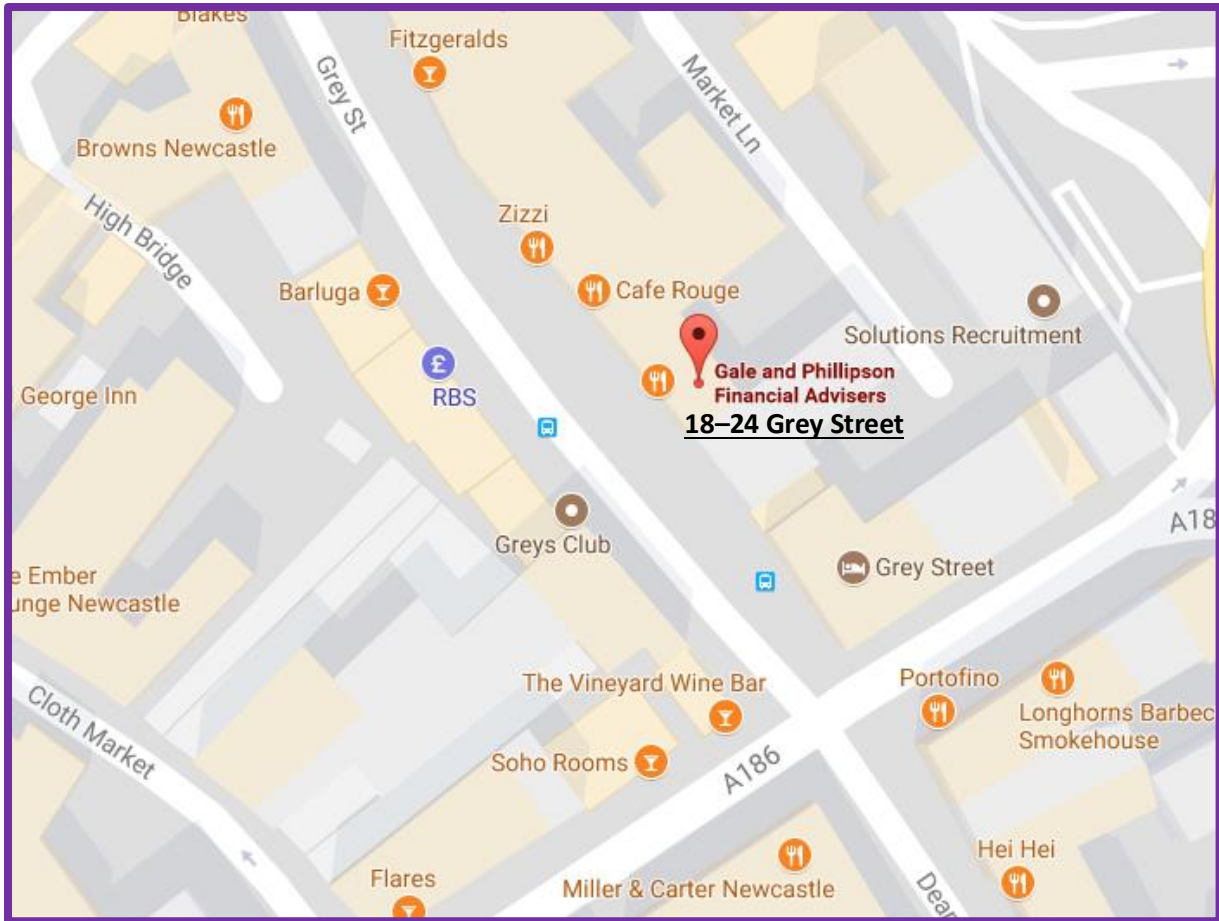 Blakes
Fitzgeralds
Grey St
Market Ln
Browns Newcastle
High Bridge
Zizzi
Barluga
Cafe Rouge
Solutions Recruitment
£
RBS
Gale and Phillipson
Financial Advisers
18–24 Grey Street
George Inn
Greys Club
A18
e Ember
unge Newcastle
Grey Street
The Vineyard Wine Bar
Portofino
Longhorns Barbec
Smokehouse
Cloth Market
Soho Rooms
A186
Hei Hei
Flares
Miller & Carter Newcastle
Dean